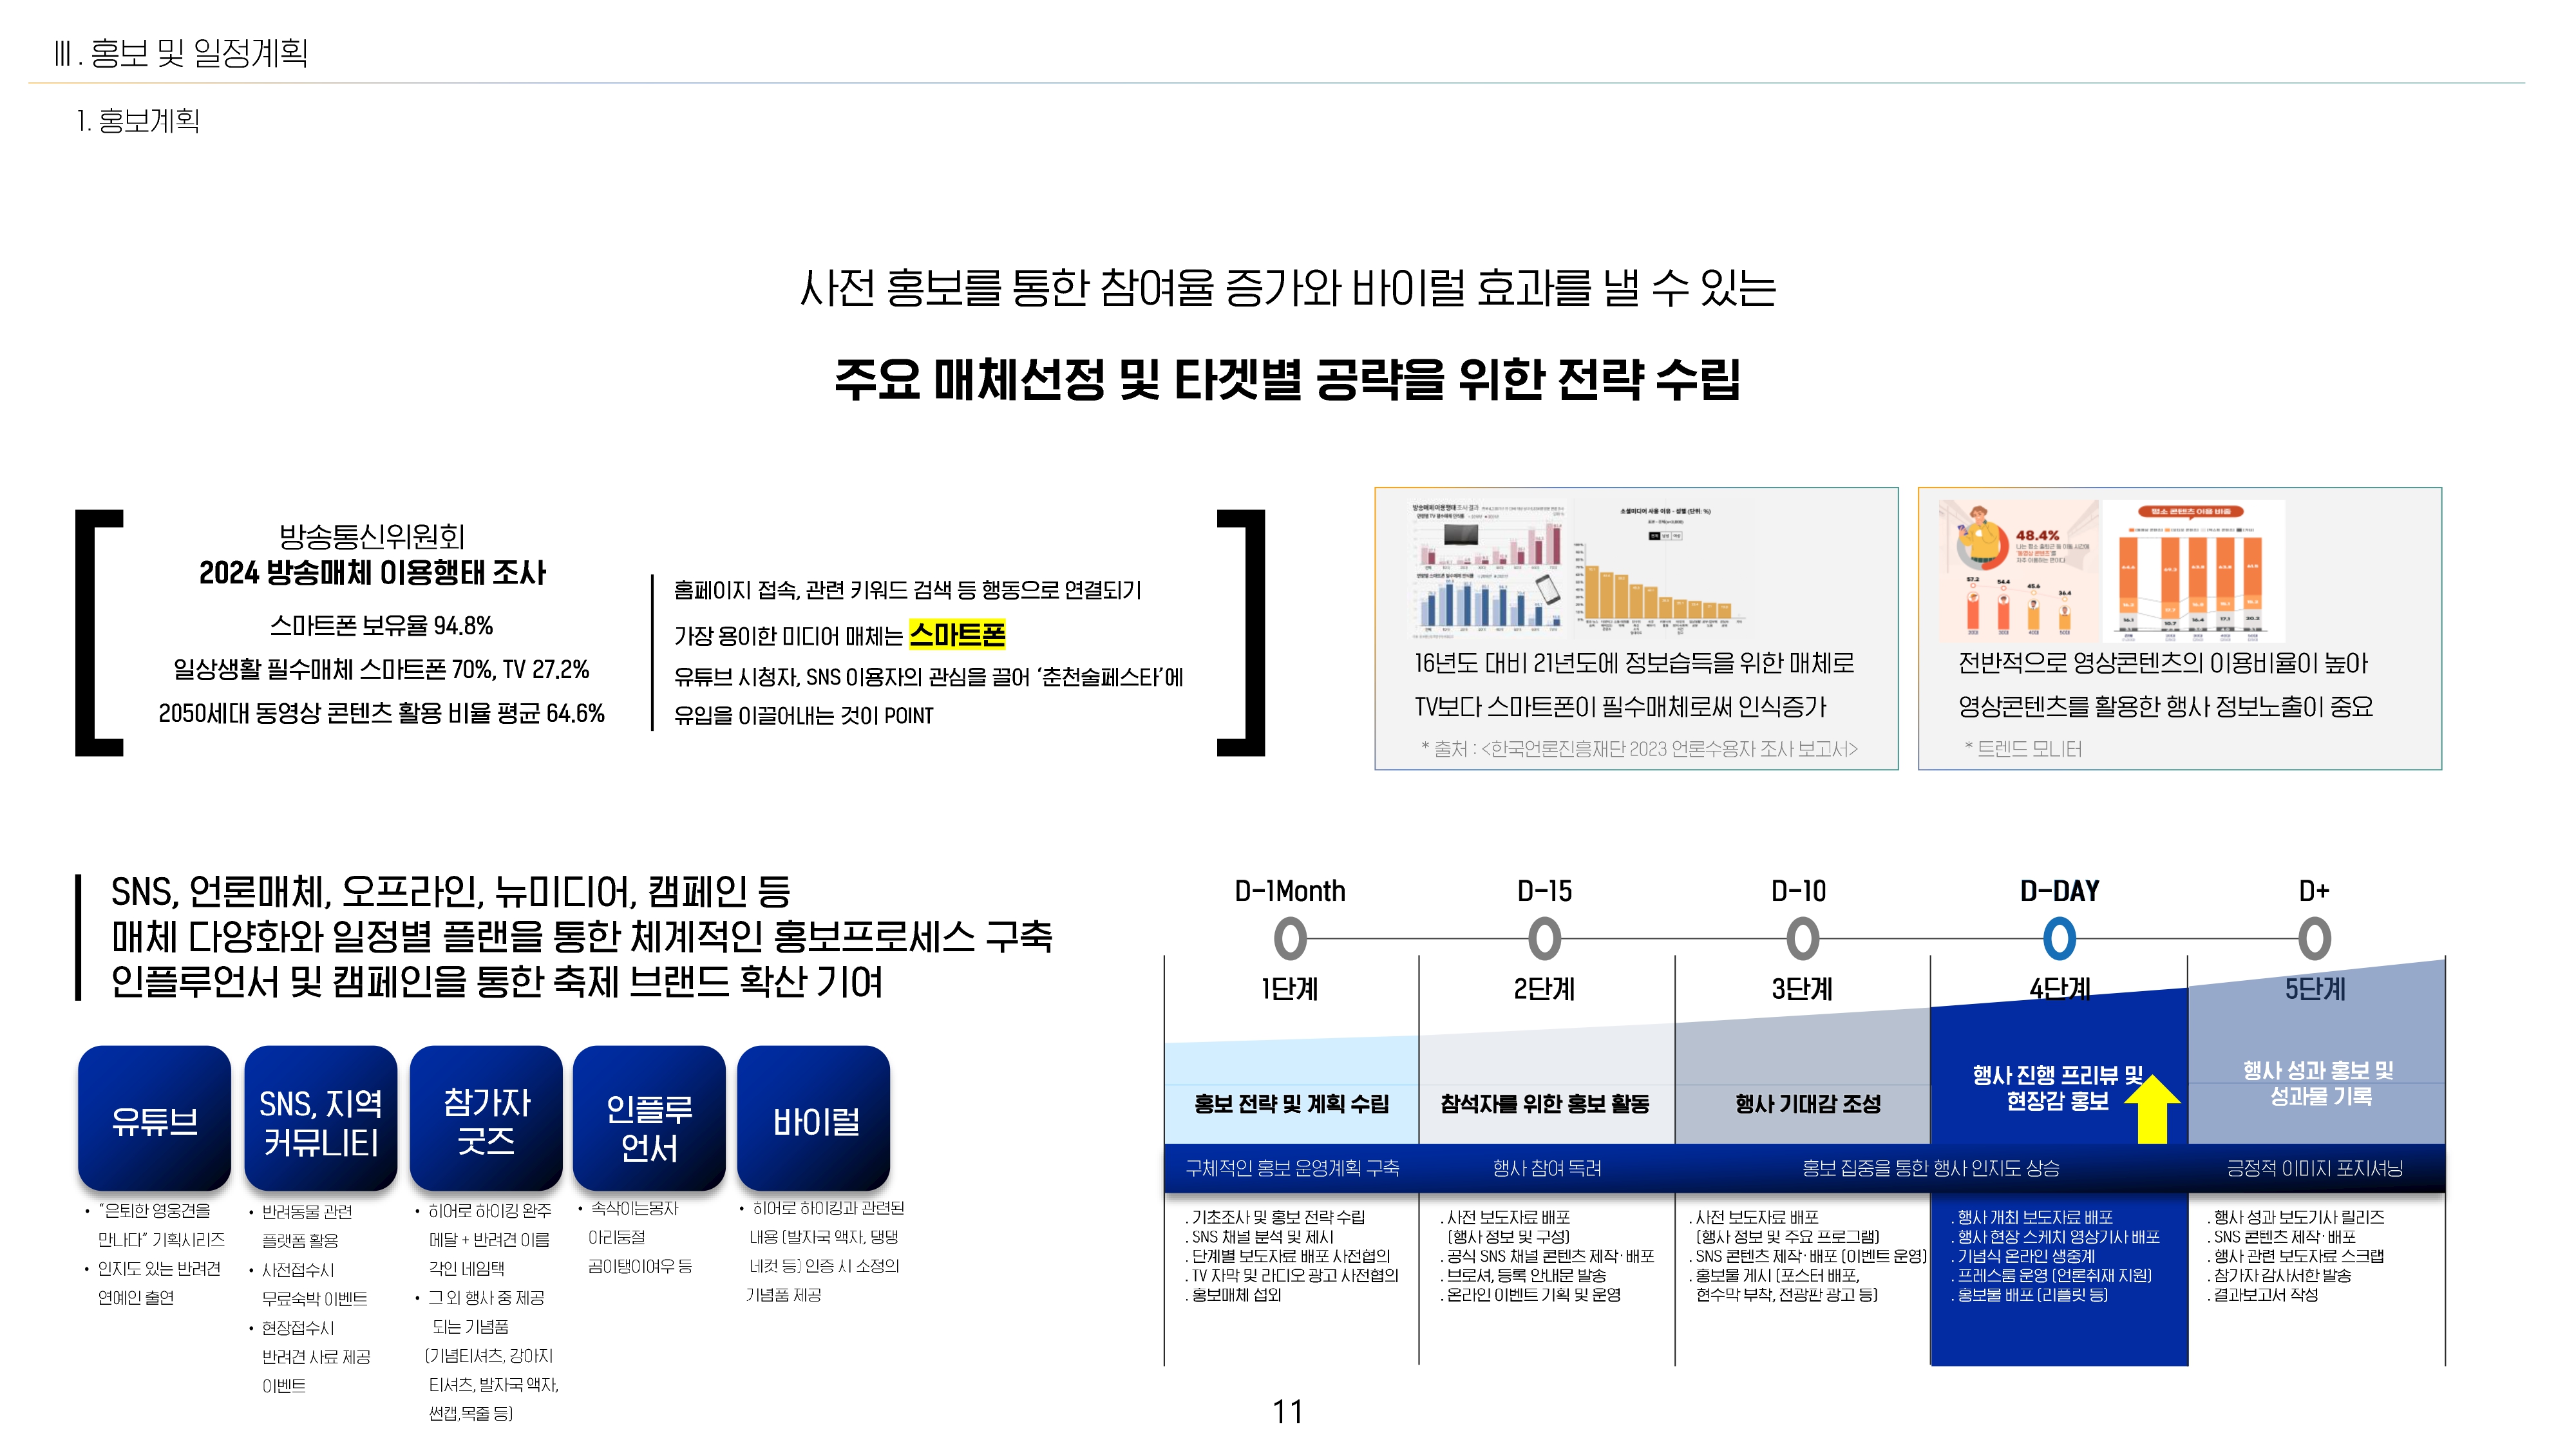 Ⅲ. 홍보 및 일정계획
1. 홍보계획
사전 홍보를 통한 참여율 증가와 바이럴 효과를 낼 수 있는
주요 매체선정 및 타겟별 공략을 위한 전략 수립
방송통신위원회
2024 방송매체 이용행태 조사
스마트폰 보유율 94.8%
일상생활 필수매체 스마트폰 70%, TV 27.2%
2050세대 동영상 콘텐츠 활용 비율 평균 64.6%
홈페이지 접속, 관련 키워드 검색 등 행동으로 연결되기
가장 용이한 미디어 매체는 스마트폰
유튜브 시청자, SNS 이용자의 관심을 끌어 ‘춘천술페스타’에
유입을 이끌어내는 것이 POINT
방송매체 이용행태 조사 결과
소셜미디어 사용 이유 - 성별 (단위: %)
16년도 대비 21년도에 정보습득을 위한 매체로
TV보다 스마트폰이 필수매체로써 인식증가
* 출처 : <한국언론진흥재단 2023 언론수용자 조사 보고서>
48.4%
57.2
54.4
45.6
36.4
평소 콘텐츠 이용 비중
전반적으로 영상콘텐츠의 이용비율이 높아
영상콘텐츠를 활용한 행사 정보노출이 중요
* 트렌드 모니터
SNS, 언론매체, 오프라인, 뉴미디어, 캠페인 등
매체 다양화와 일정별 플랜을 통한 체계적인 홍보프로세스 구축
인플루언서 및 캠페인을 통한 축제 브랜드 확산 기여
유튜브
• “은퇴한 영웅견을
만나다” 기획시리즈
• 인지도 있는 반려견
연예인 출연
SNS, 지역
커뮤니티
• 반려동물 관련
플랫폼 활용
• 사전접수시
무료숙박 이벤트
• 현장접수시
반려견 사료 제공
이벤트
참가자
굿즈
• 히어로 하이킹 완주
메달 + 반려견 이름
각인 네임택
• 그 외 행사 중 제공
되는 기념품
(기념티셔츠, 강아지
티셔츠, 발자국 액자,
썬캡,목줄 등)
인플루
언서
• 속삭이는몽자
아리둥절
곰이탱이여우 등
바이럴
• 히어로 하이킹과 관련된
내용 (발자국 액자, 댕댕
네컷 등) 인증 시 소정의
기념품 제공
D-1Month
D-15
D-10
D-DAY
D+
1단계
2단계
3단계
4단계
5단계
홍보 전략 및 계획 수립
참석자를 위한 홍보 활동
행사 기대감 조성
행사 진행 프리뷰 및
현장감 홍보
행사 성과 홍보 및
성과물 기록
구체적인 홍보 운영계획 구축
행사 참여 독려
홍보 집중을 통한 행사 인지도 상승
긍정적 이미지 포지셔닝
. 기초조사 및 홍보 전략 수립
. SNS 채널 분석 및 제시
. 단계별 보도자료 배포 사전협의
. TV 자막 및 라디오 광고 사전협의
. 홍보매체 섭외
. 사전 보도자료 배포
(행사 정보 및 구성)
. 공식 SNS 채널 콘텐츠 제작·배포
. 브로셔, 등록 안내문 발송
. 온라인 이벤트 기획 및 운영
. 사전 보도자료 배포
(행사 정보 및 주요 프로그램)
. SNS 콘텐츠 제작·배포 (이벤트 운영)
. 홍보물 게시 (포스터 배포,
현수막 부착, 전광판 광고 등)
. 행사 개최 보도자료 배포
. 행사 현장 스케치 영상기사 배포
. 기념식 온라인 생중계
. 프레스룸 운영 (언론취재 지원)
. 홍보물 배포 (리플릿 등)
. 행사 성과 보도기사 릴리즈
. SNS 콘텐츠 제작·배포
. 행사 관련 보도자료 스크랩
. 참가자 감사서한 발송
. 결과보고서 작성
11